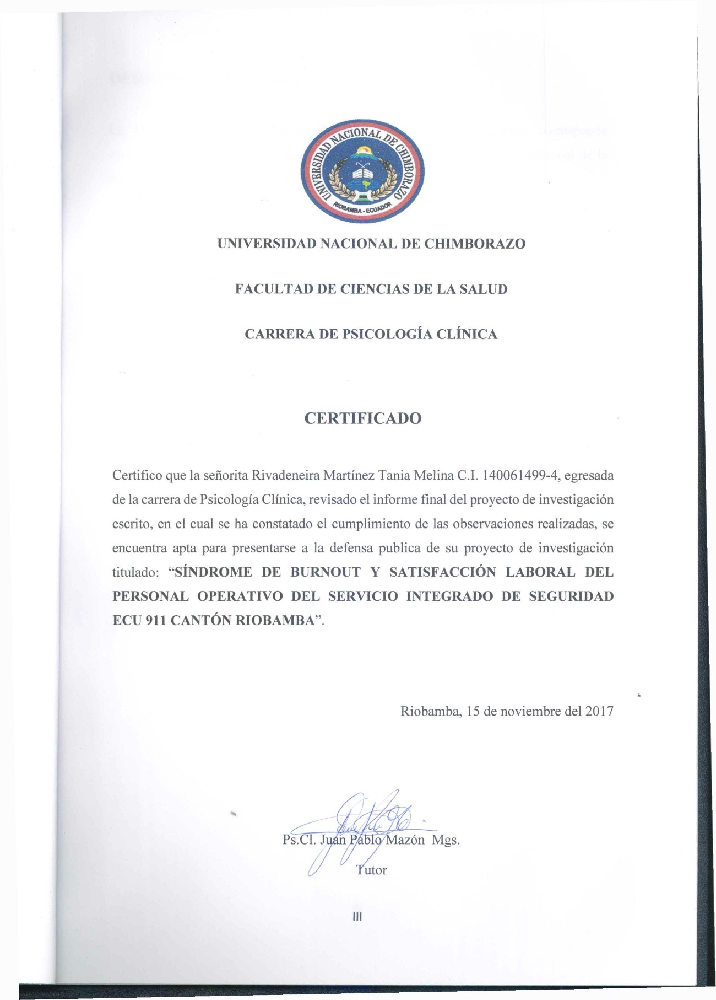 UNIVERSIDAD NACIONAL DE CHIMBORAZO
RIOBAMBA - ECUADOR
UNIVERSIDAD NACIONAL DE CHIMBORAZO
FACULTAD DE CIENCIAS DE LA SALUD
CARRERA DE PSICOLOGÍA CLÍNICA
CERTIFICADO
Certifico que la señorita Rivadeneira Martínez Tania Melina C.I. 140061499-4, egresada
de la carrera de Psicología Clínica, revisado el informe final del proyecto de investigación
escrito, en el cual se ha constatado el cumplimiento de las observaciones realizadas, se
encuentra apta para presentarse a la defensa publica de su proyecto de investigación
titulado: “SÍNDROME DE BURNOUT Y SATISFACCIÓN LABORAL DEL
PERSONAL OPERATIVO DEL SERVICIO INTEGRADO DE SEGURIDAD
ECU 911 CANTÓN RIOBAMBA”.
Riobamba, 15 de noviembre del 2017
Ps.Cl. Juan Pablo Mazón Mgs.
Tutor
III